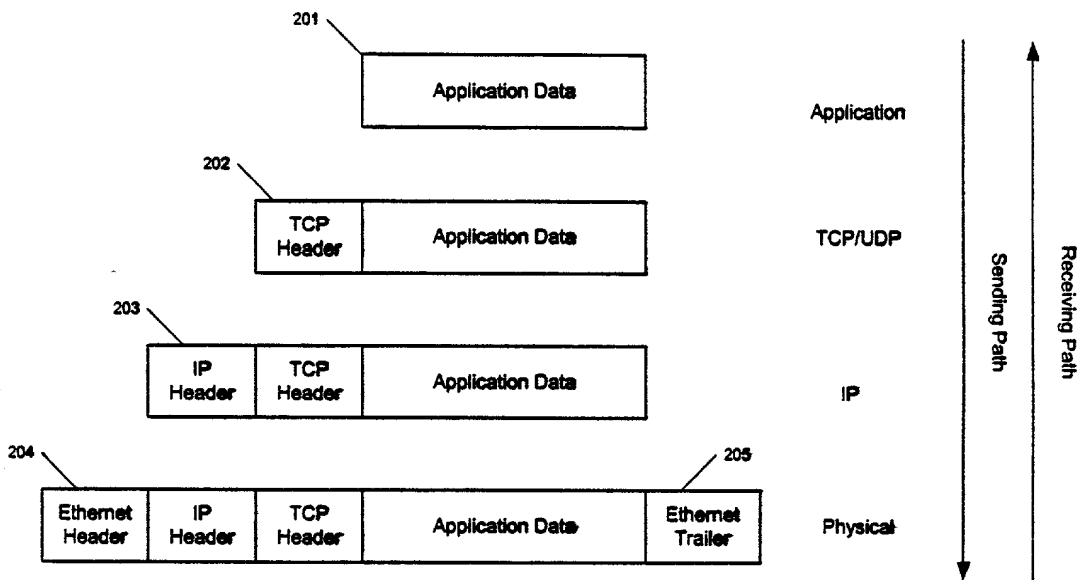 201
Application Data
Application
202
TCP
Header
Application Data
TCP/UDP
203
IP
Header
TCP
Header
Application Data
IP
204
205
Ethernet
Header
IP
Header
TCP
Header
Application Data
Ethernet
Trailer
Physical
Sending Path
Receiving Path